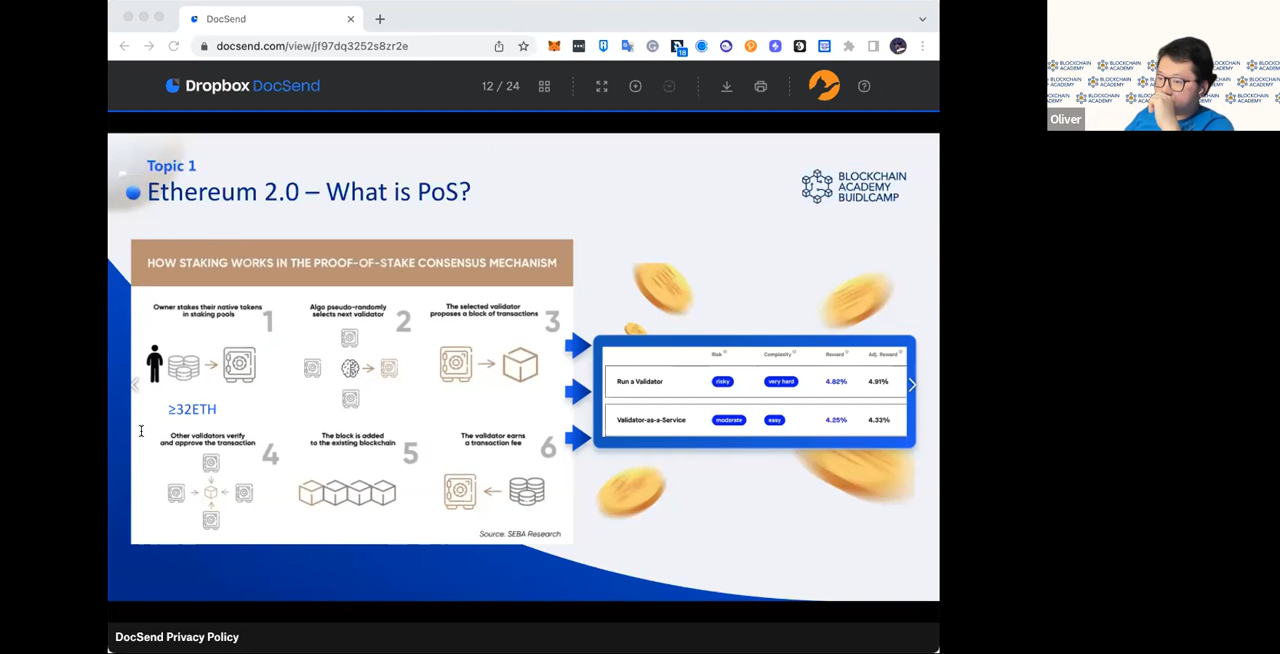 DocSend
docsend.com/view/jf97dq3252s8zr2e
18
Dropbox DocSend
12 / 24
Oliver
BLOCKCHAIN
ACADEMY
Topic 1
Ethereum 2.0 – What is PoS?
BLOCKCHAIN
ACADEMY
BUIDLCAMP
HOW STAKING WORKS IN THE PROOF-OF-STAKE CONSENSUS MECHANISM
Owner stakes their native tokens
in staking pools
1
Algo pseudo-randomly
selects next validator
2
The selected validator
proposes a block of transactions
3
≥32ETH
Other validators verify
and approve the transaction
4
The block is added
to the existing blockchain
5
The validator earns
a transaction fee
6
Source: SEBA Research
Risk Complexity Reward Adj. Reward
Run a Validator risky very hard 4.82% 4.91%
Validator-as-a-Service moderate easy 4.25% 4.33%
DocSend Privacy Policy